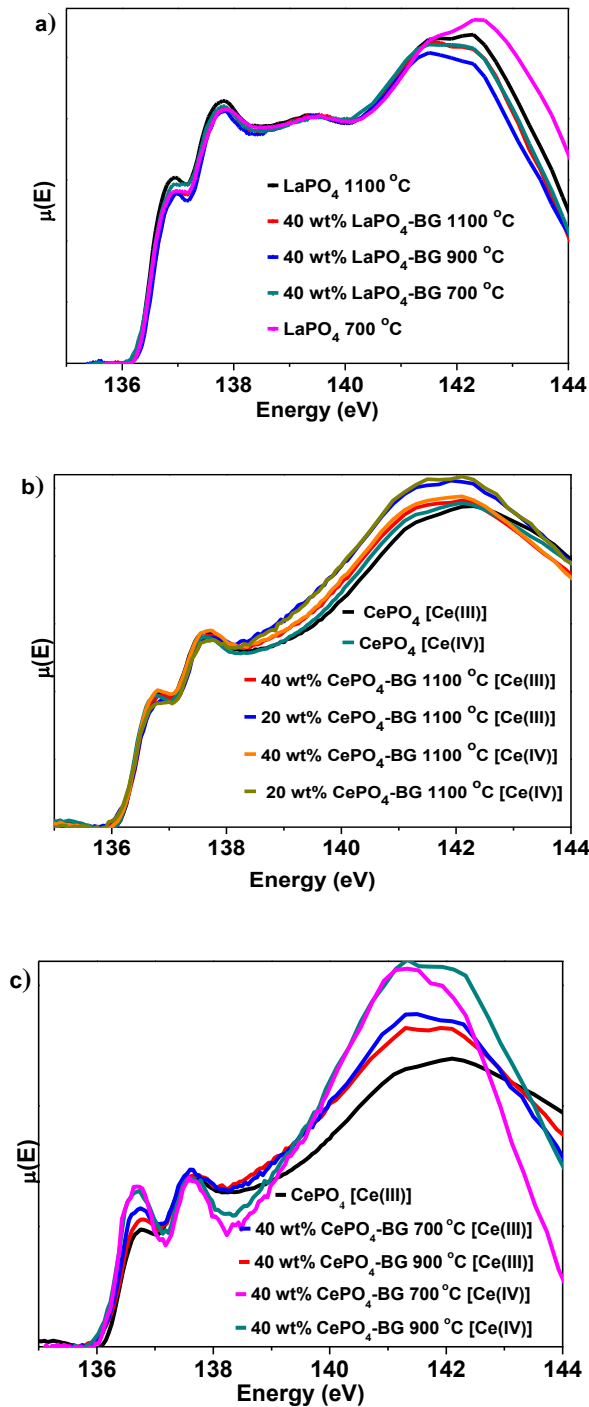 a)
μ(E)
LaPO4 1100 °C
40 wt% LaPO4-BG 1100 °C
40 wt% LaPO4-BG 900 °C
40 wt% LaPO4-BG 700 °C
LaPO4 700 °C
136 138 140 142 144
Energy (eV)
b)
μ(E)
CePO4 [Ce(III)]
CePO4 [Ce(IV)]
40 wt% CePO4-BG 1100 °C [Ce(III)]
20 wt% CePO4-BG 1100 °C [Ce(III)]
40 wt% CePO4-BG 1100 °C [Ce(IV)]
20 wt% CePO4-BG 1100 °C [Ce(IV)]
136 138 140 142 144
Energy (eV)
c)
μ(E)
CePO4 [Ce(III)]
40 wt% CePO4-BG 700 °C [Ce(III)]
40 wt% CePO4-BG 900 °C [Ce(III)]
40 wt% CePO4-BG 700 °C [Ce(IV)]
40 wt% CePO4-BG 900 °C [Ce(IV)]
136 138 140 142 144
Energy (eV)